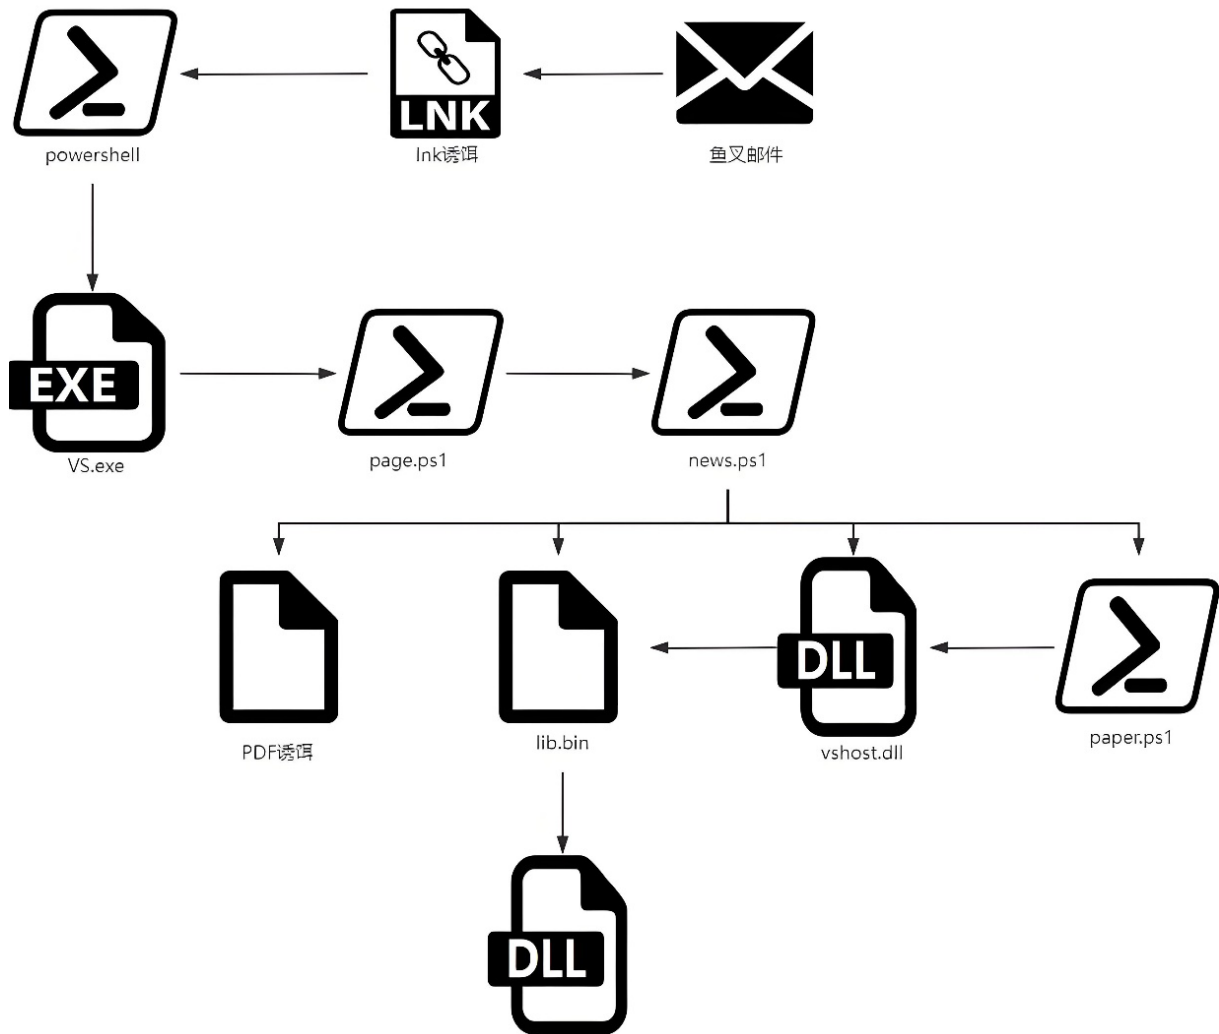 LNK
powershell
lnk诱饵
鱼叉邮件
EXE
VS.exe
page.ps1
news.ps1
DLL
PDF诱饵
lib.bin
vshost.dll
paper.ps1
DLL